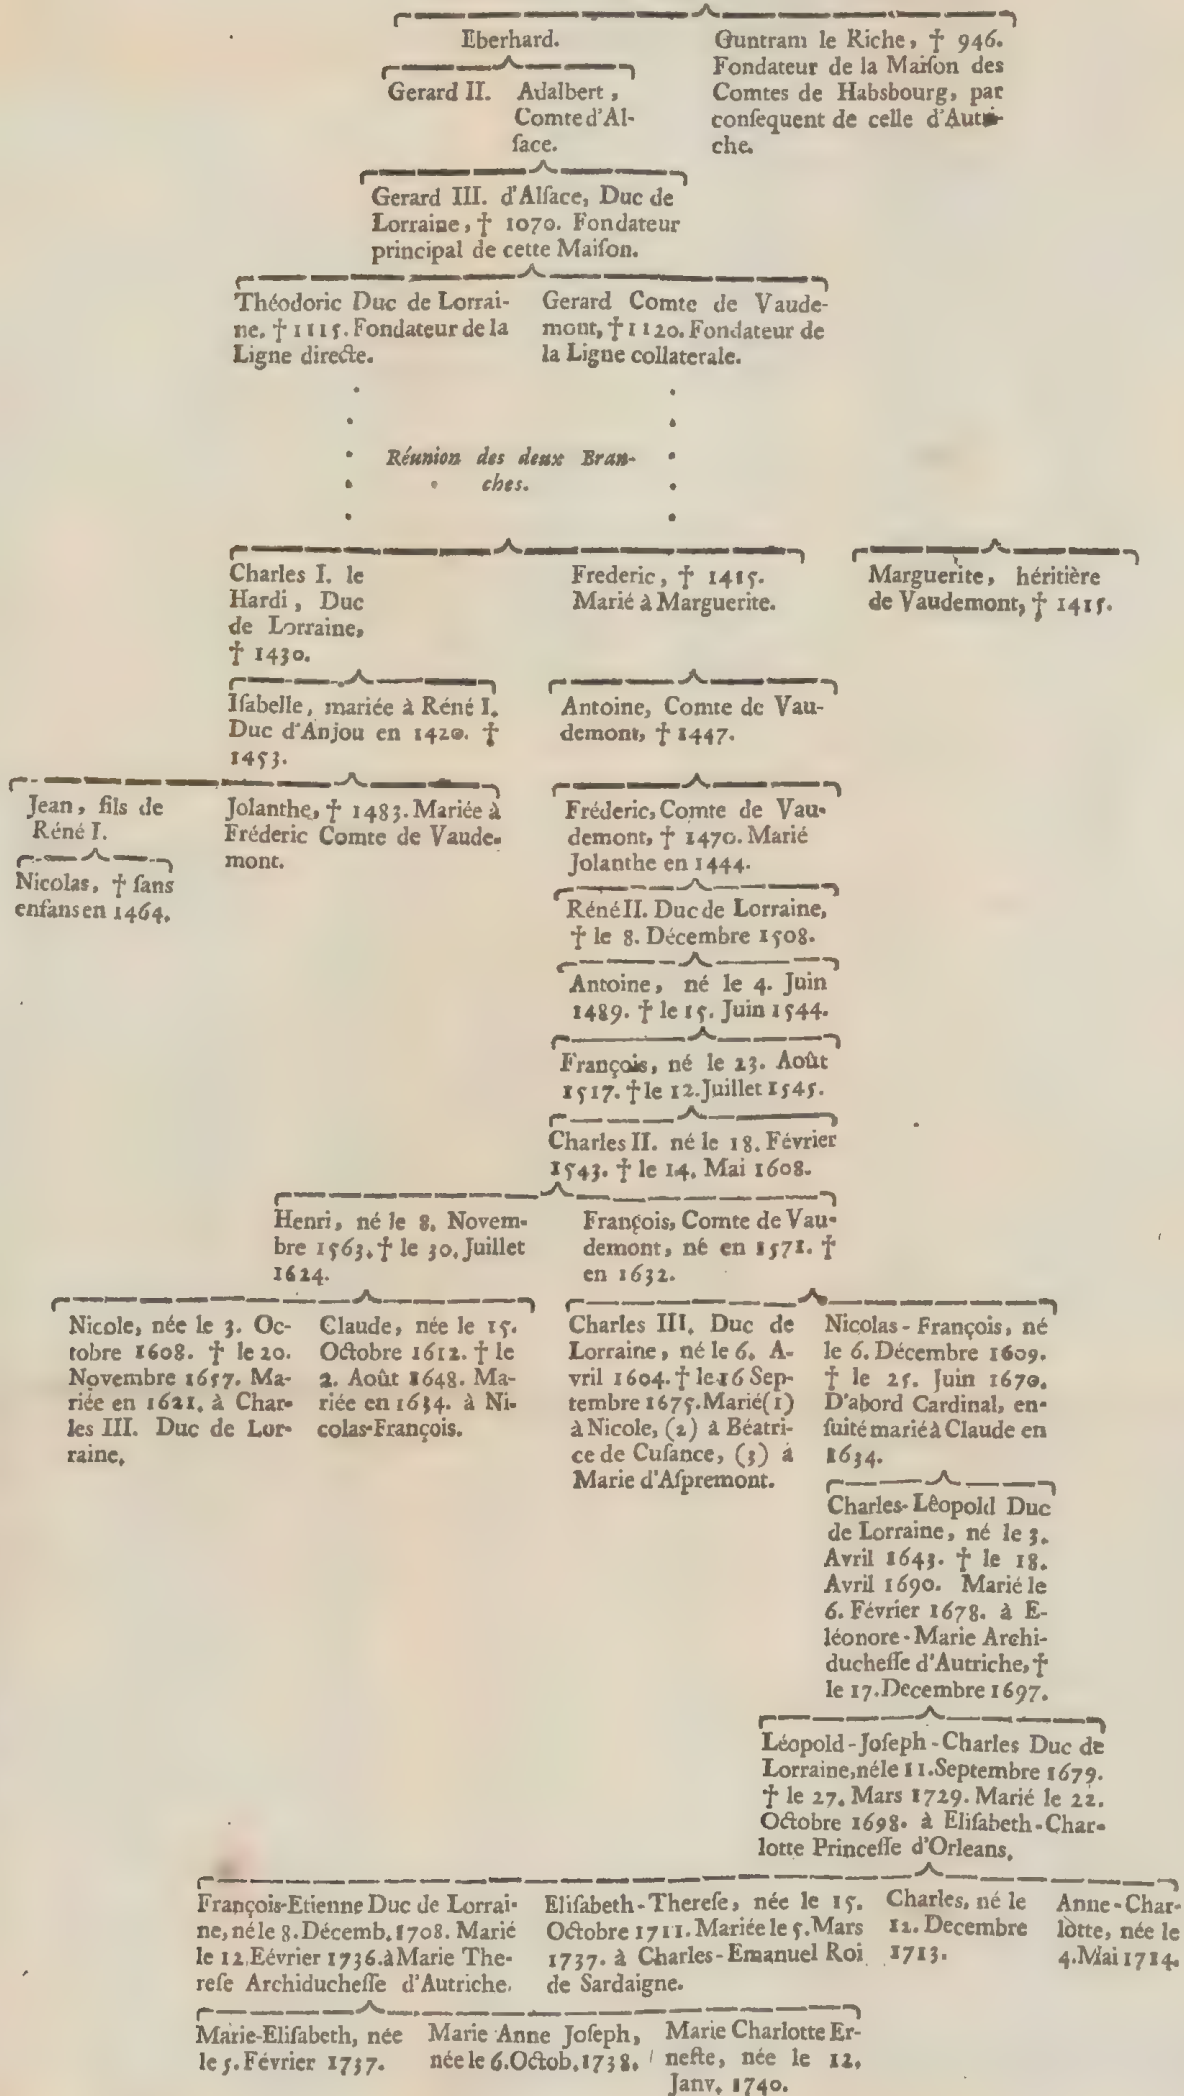 Eberhard.
Guntram le Riche, † 946.
Fondateur de la Maiſon des
Comtes de Habsbourg, par
conſequent de celle d'Autri-
che.
Gerard II.
Adalbert,
Comte d'Al-
ſace.
Gerard III. d'Alſace, Duc de
Lorraine, † 1070. Fondateur
principal de cette Maiſon.
Théodoric Duc de Lorrai-
ne. † 1115. Fondateur de la
Ligne directe.
Gerard Comte de Vaude-
mont, † 1120. Fondateur de
la Ligne collaterale.
Réunion des deux Bran-
ches.
Charles I. le
Hardi, Duc
de Lorraine,
† 1430.
Frederic, † 1415.
Marié à Marguerite.
Marguerite, héritière
de Vaudemont, † 1415.
Iſabelle, mariée à Réné I.
Duc d'Anjou en 1420. †
1453.
Antoine, Comte de Vau-
demont, † 1447.
Jean, fils de
Réné I.
Jolanthe, † 1483. Mariée à
Fréderic Comte de Vaude-
mont.
Fréderic, Comte de Vau-
demont, † 1470. Marié
Jolanthe en 1444.
Nicolas, † ſans
enfans en 1464.
Réné II. Duc de Lorraine,
† le 8. Décembre 1508.
Antoine, né le 4. Juin
1489. † le 15. Juin 1544.
François, né le 23. Août
1517. † le 12. Juillet 1545.
Charles II. né le 18. Février
1543. † le 14. Mai 1608.
Henri, né le 8. Novem-
bre 1563. † le 30. Juillet
1624.
François, Comte de Vau-
demont, né en 1571. †
en 1632.
Nicole, née le 3. Oc-
tobre 1608. † le 20.
Novembre 1657. Ma-
riée en 1621. à Char-
les III. Duc de Lor-
raine.
Claude, née le 15.
Octobre 1612. † le
2. Août 1648. Ma-
riée en 1634. à Ni-
colas-François.
Charles III. Duc de
Lorraine, né le 6. A-
vril 1604. † le 16 Sep-
tembre 1675. Marié (1)
à Nicole, (2) à Béatri-
ce de Cuſance, (3) à
Marie d'Aſpremont.
Nicolas-François, né
le 6. Décembre 1609.
† le 25. Juin 1670.
D'abord Cardinal, en-
ſuité marié à Claude en
1634.
Charles-Lêopold Duc
de Lorraine, né le 3.
Avril 1643. † le 18.
Avril 1690. Marié le
6. Février 1678. à E-
léonore-Marie Archi-
ducheſſe d'Autriche, †
le 17. Decembre 1697.
Léopold-Joſeph-Charles Duc de
Lorraine, né le 11. Septembre 1679.
† le 27. Mars 1729. Marié le 22.
Octobre 1698. à Eliſabeth-Char-
lotte Princeſſe d'Orleans.
François-Etienne Duc de Lorrai-
ne, né le 8. Décemb. 1708. Marié
le 12. Eévrier 1736. à Marie The-
reſe Archiducheſſe d'Autriche.
Eliſabeth-Thereſe, née le 15.
Octobre 1711. Mariée le 5. Mars
1737. à Charles-Emanuel Roi
de Sardaigne.
Charles, né le
12. Decembre
1713.
Anne-Char-
lotte, née le
4. Mai 1714.
Marie-Eliſabeth, née
le 5. Février 1737.
Marie Anne Joſeph,
née le 6. Octob. 1738.
Marie Charlotte Er-
neſte, née le 12.
Janv. 1740.